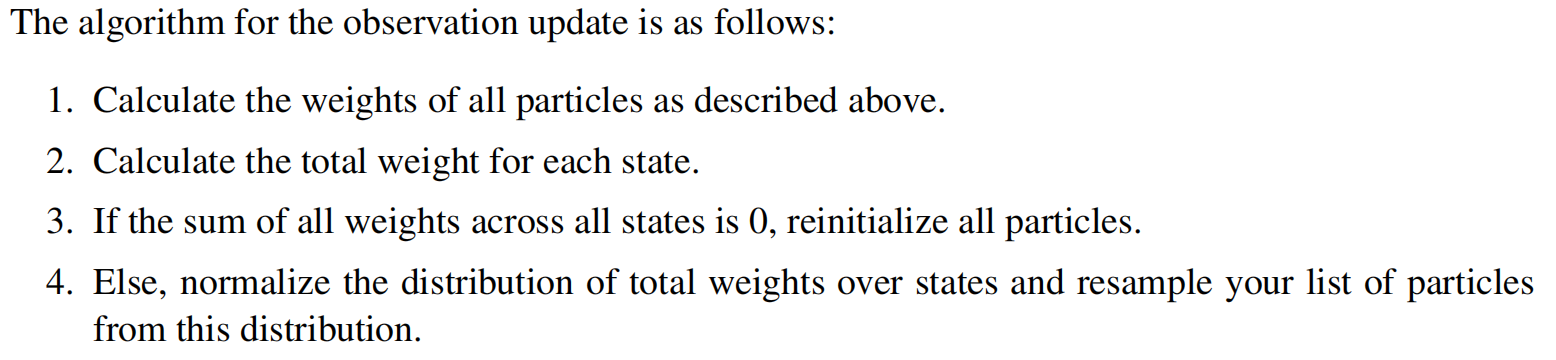 The algorithm for the observation update is as follows:
1. Calculate the weights of all particles as described above.
2. Calculate the total weight for each state.
3. If the sum of all weights across all states is 0, reinitialize all particles.
4. Else, normalize the distribution of total weights over states and resample your list of particles
from this distribution.